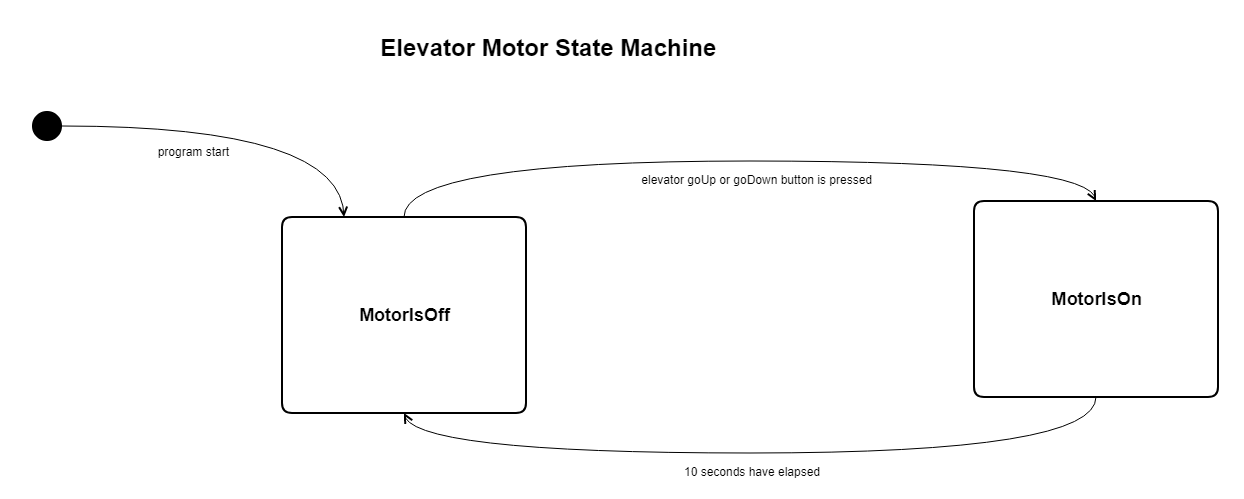 Elevator Motor State Machine
program start
elevator goUp or goDown button is pressed
MotorIsOff
MotorIsOn
10 seconds have elapsed